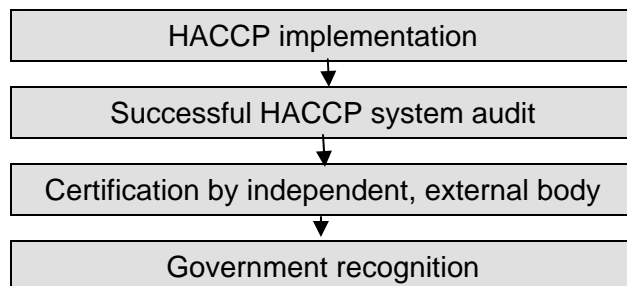 HACCP implementation
Successful HACCP system audit
Certification by independent, external body
Government recognition